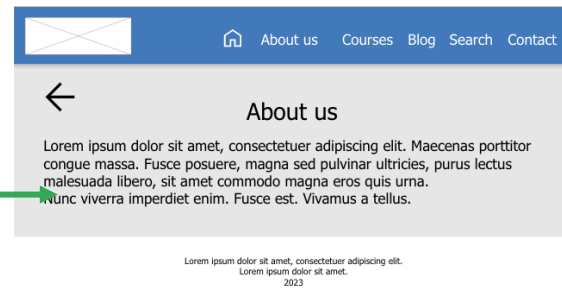 About us Courses Blog Search Contact
About us
Lorem ipsum dolor sit amet, consectetuer adipiscing elit. Maecenas porttitor
congue massa. Fusce posuere, magna sed pulvinar ultricies, purus lectus
malesuada libero, sit amet commodo magna eros quis urna.
Nunc viverra imperdiet enim. Fusce est. Vivamus a tellus.
Lorem ipsum dolor sit amet, consectetuer adipiscing elit.
Lorem ipsum dolor sit amet.
2023